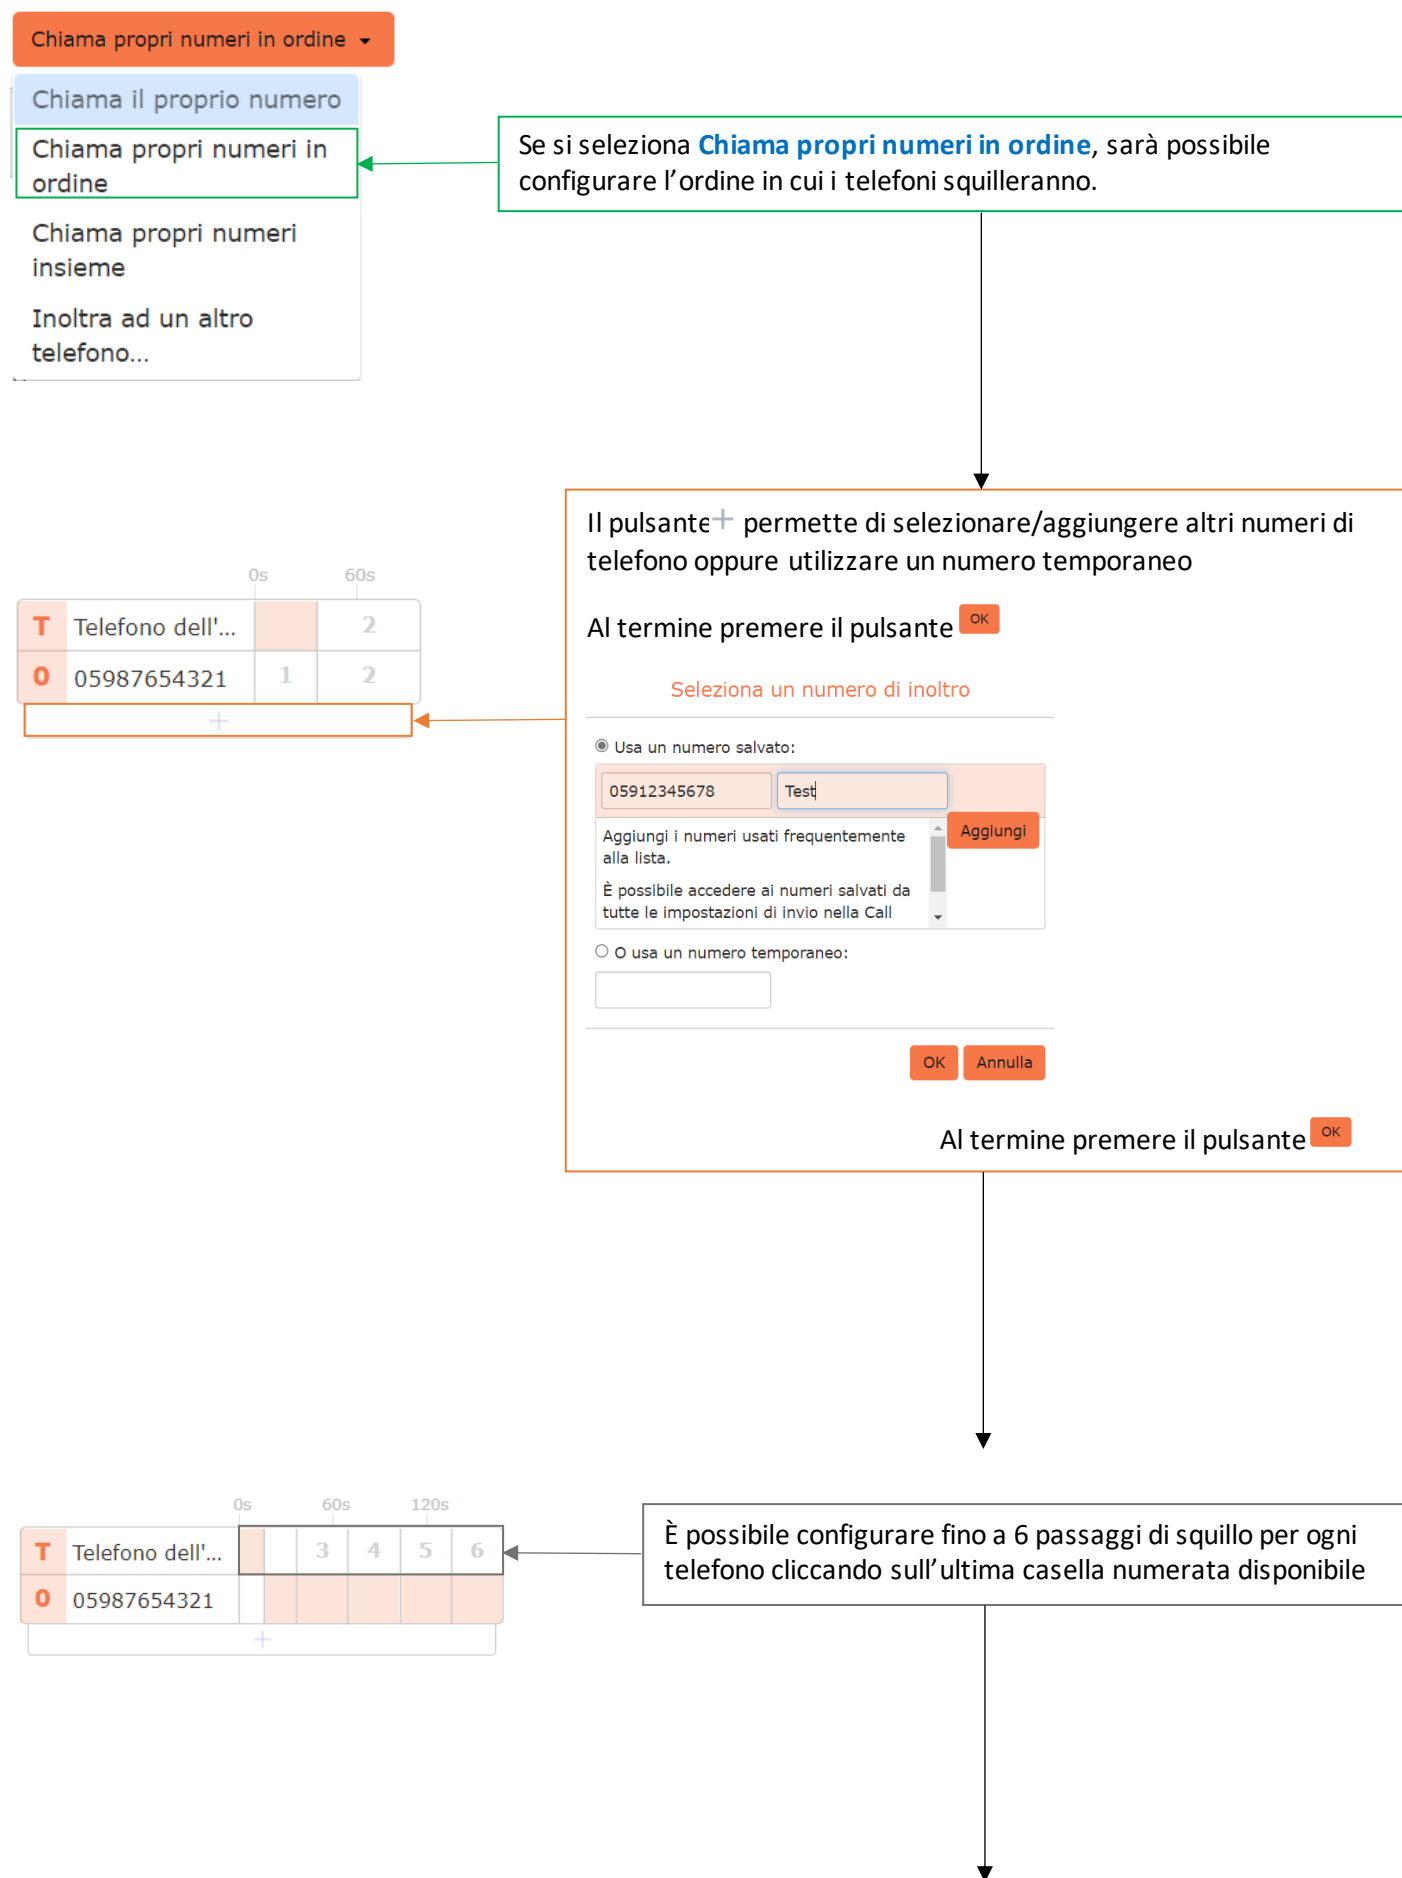 Chiama propri numeri in ordine
Chiama il proprio numero
Chiama propri numeri in
ordine
Chiama propri numeri
insieme
Inoltra ad un altro
telefono...
Se si seleziona Chiama propri numeri in ordine, sarà possibile
configurare l'ordine in cui i telefoni squilleranno.
Il pulsante + permette di selezionare/aggiungere altri numeri di
telefono oppure utilizzare un numero temporaneo
Al termine premere il pulsante OK
0s 60s
T Telefono dell'... 2
0 05987654321 1 2
+
Seleziona un numero di inoltro
Usa un numero salvato:
05912345678 Test
Aggiungi
Aggiungi i numeri usati frequentemente
alla lista.
È possibile accedere ai numeri salvati da
tutte le impostazioni di invio nella Call
O usa un numero temporaneo:
OK Annulla
Al termine premere il pulsante OK
0s 60s 120s
T Telefono dell'... 3 4 5 6
0 05987654321
+
È possibile configurare fino a 6 passaggi di squillo per ogni
telefono cliccando sull'ultima casella numerata disponibile